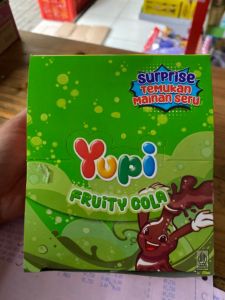 SURPRISE
TEMUKAN
MAINAN SERU
Yupi
FRUITY COLA